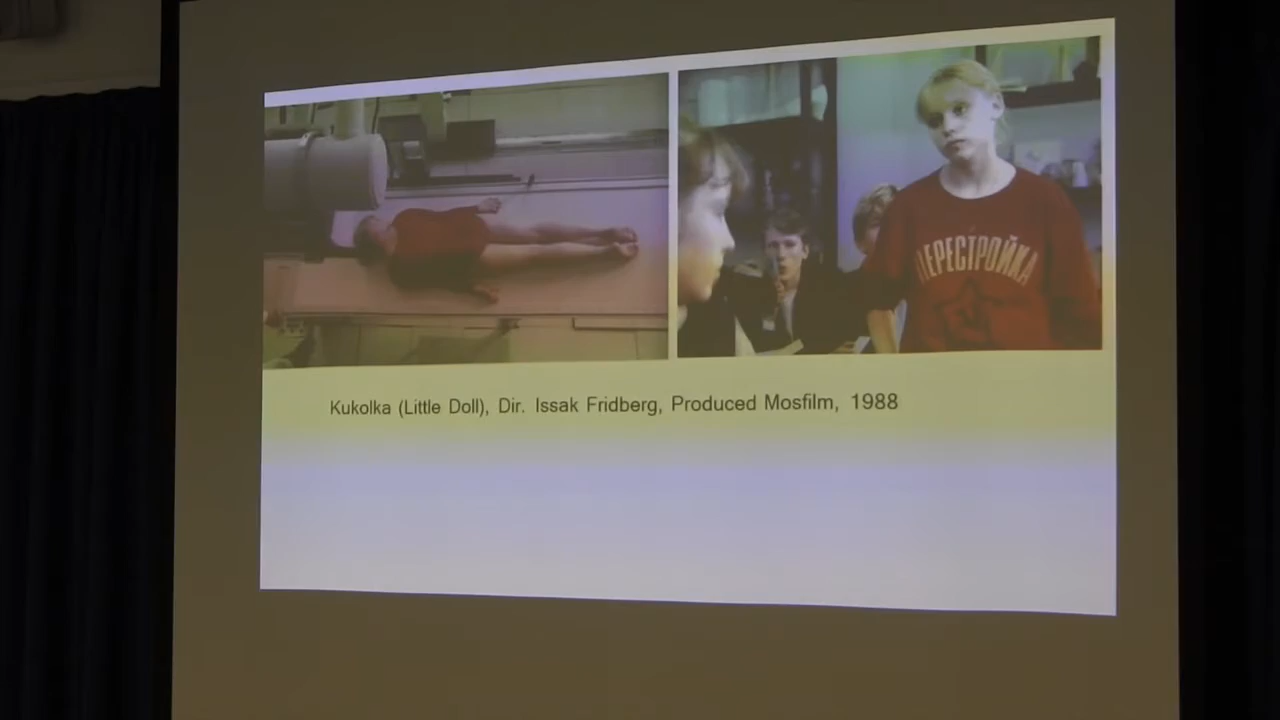 ПЕРЕСТРОЙКА
Kukolka (Little Doll), Dir. Issak Fridberg, Produced Mosfilm, 1988